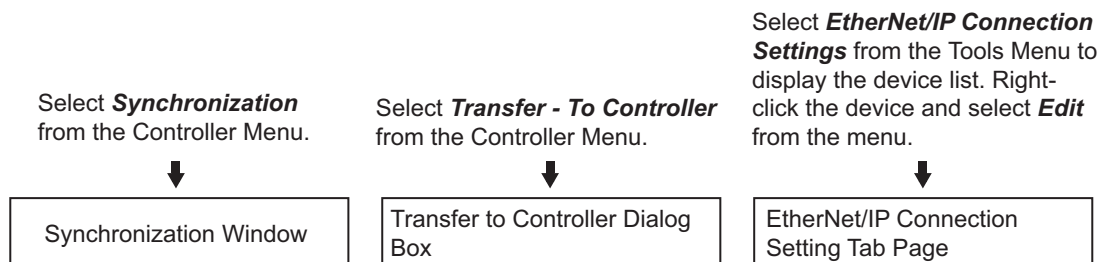 Select Synchronization
from the Controller Menu.
Synchronization Window
Select Transfer - To Controller
from the Controller Menu.
Transfer to Controller Dialog
Box
Select EtherNet/IP Connection
Settings from the Tools Menu to
display the device list. Right-
click the device and select Edit
from the menu.
EtherNet/IP Connection
Setting Tab Page